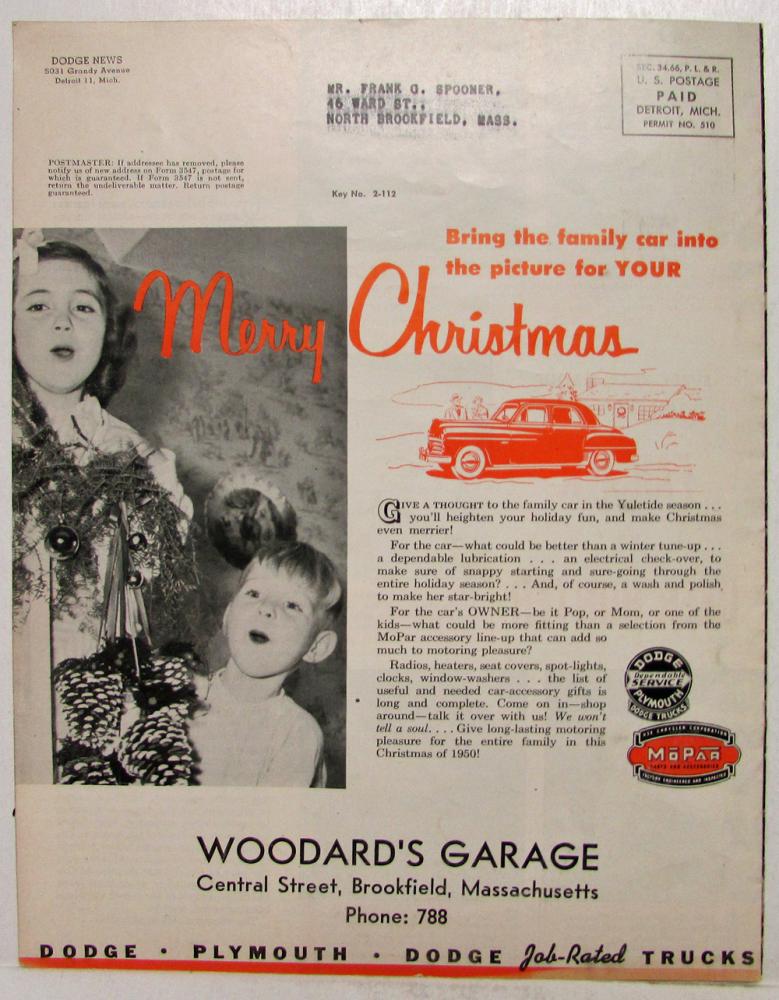 DODGE NEWS
5031 Grandy Avenue
Detroit 11, Mich.
MR. FRANK G. SPOONER,
46 WARD ST.,
NORTH BROOKFIELD, MASS.
SEC. 34.66, P. L. & R.
U. S. POSTAGE
PAID
DETROIT, MICH.
PERMIT NO. 510
POSTMASTER: If addressee has removed, please
notify us of new address on Form 3547, postage for
which is guaranteed. If Form 3547 is not sent,
return the undeliverable matter. Return postage
guaranteed.
Key No. 2-112
Bring the family car into
the picture for YOUR
Merry Christmas
GIVE A THOUGHT to the family car in the Yuletide season . . .
you'll heighten your holiday fun, and make Christmas
even merrier!
For the car—what could be better than a winter tune-up . . .
a dependable lubrication . . . an electrical check-over, to
make sure of snappy starting and sure-going through the
entire holiday season? . . . And, of course, a wash and polish
to make her star-bright!
For the car's OWNER—be it Pop, or Mom, or one of the
kids—what could be more fitting than a selection from the
MoPar accessory line-up that can add so
much to motoring pleasure?
Radios, heaters, seat covers, spot-lights,
clocks, window-washers . . . the list of
useful and needed car-accessory gifts is
long and complete. Come on in—shop
around—talk it over with us! We won't
tell a soul. . . . Give long-lasting motoring
pleasure for the entire family in this
Christmas of 1950!
DODGE
Dependable
SERVICE
PLYMOUTH
DODGE TRUCKS
CHRYSLER CORPORATION
MOPAR
PARTS AND ACCESSORIES
FACTORY ENGINEERED AND INSPECTED
WOODARD'S GARAGE
Central Street, Brookfield, Massachusetts
Phone: 788
DODGE • PLYMOUTH • DODGE Job-Rated TRUCKS